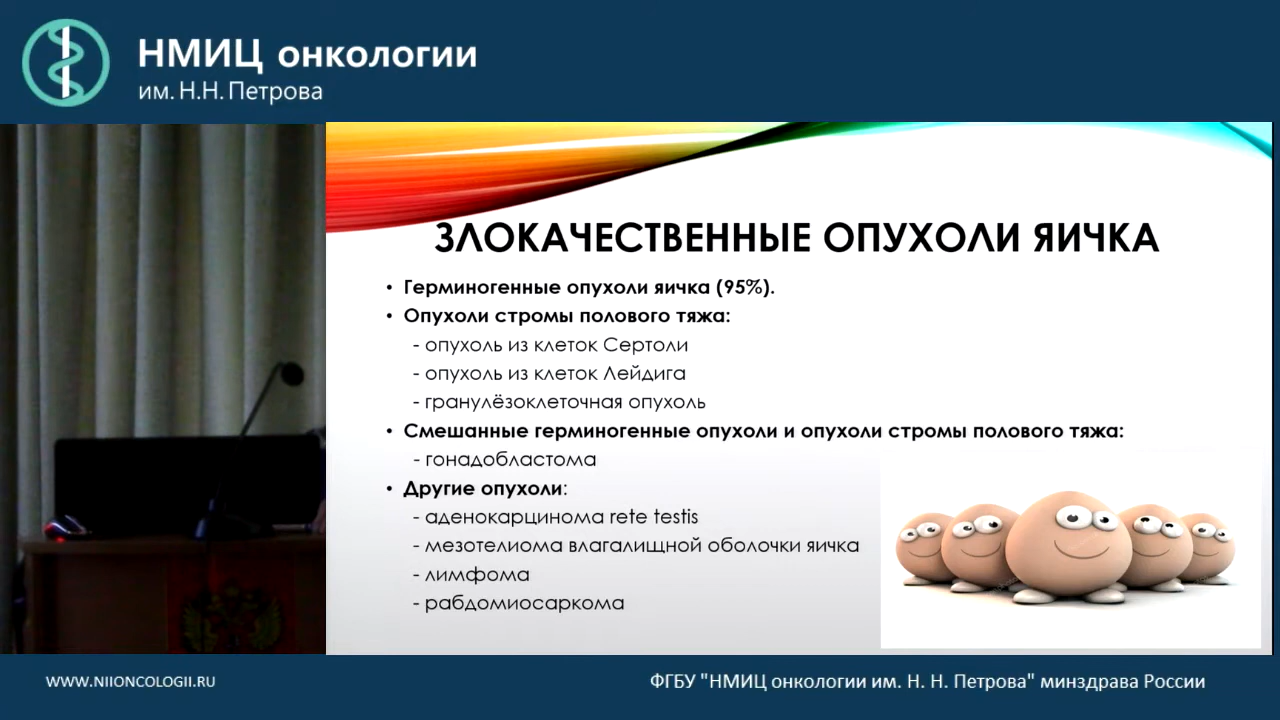 НМИЦ онкологии
им. Н.Н. Петрова
ЗЛОКАЧЕСТВЕННЫЕ ОПУХОЛИ ЯИЧКА
• Герминогенные опухоли яичка (95%).
• Опухоли стромы полового тяжа:
- опухоль из клеток Сертоли
- опухоль из клеток Лейдига
- гранулёзоклеточная опухоль
• Смешанные герминогенные опухоли и опухоли стромы полового тяжа:
- гонадобластома
• Другие опухоли:
- аденокарцинома rete testis
- мезотелиома влагалищной оболочки яичка
- лимфома
- рабдомиосаркома
WWW.NIIONCOLOGII.RU
ФГБУ "НМИЦ онкологии им. Н. Н. Петрова" минздрава России